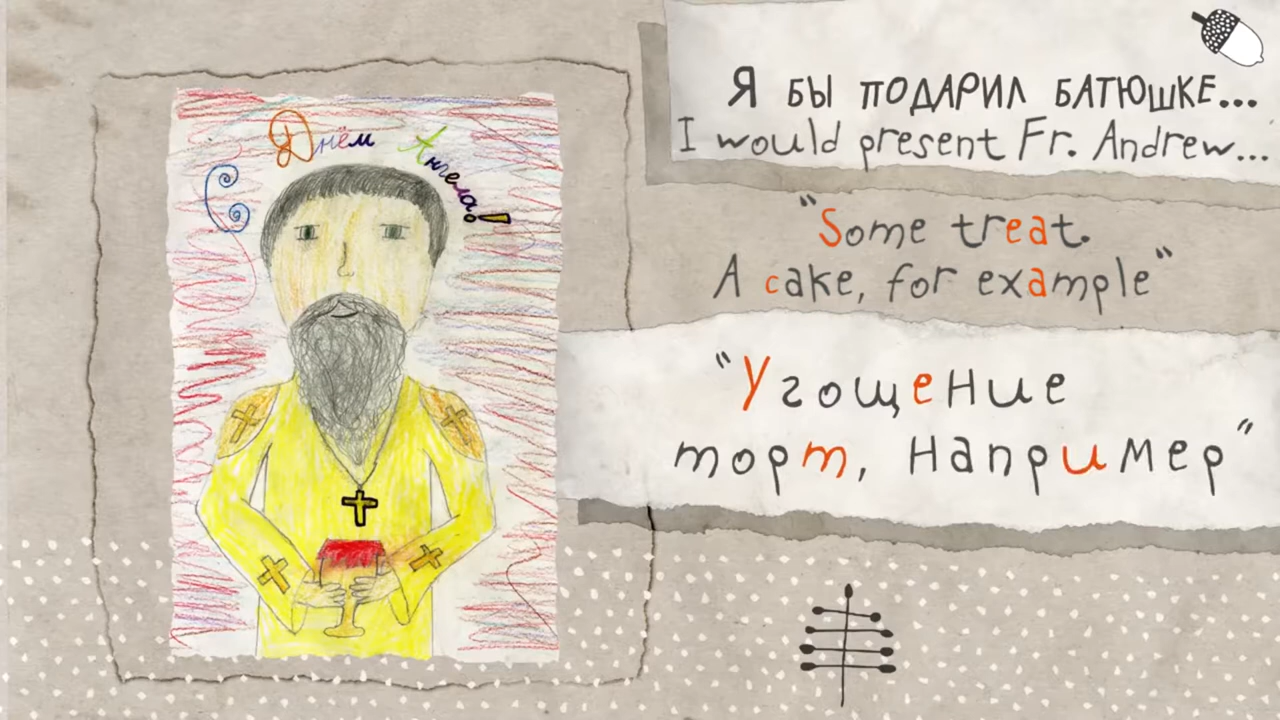 Днём
Ангела!
Я БЫ ПОДАРИЛ БАТЮШКЕ...
I would present Fr. Andrew...
"Some treat.
A cake, for example"
"Угощение
торт, например"